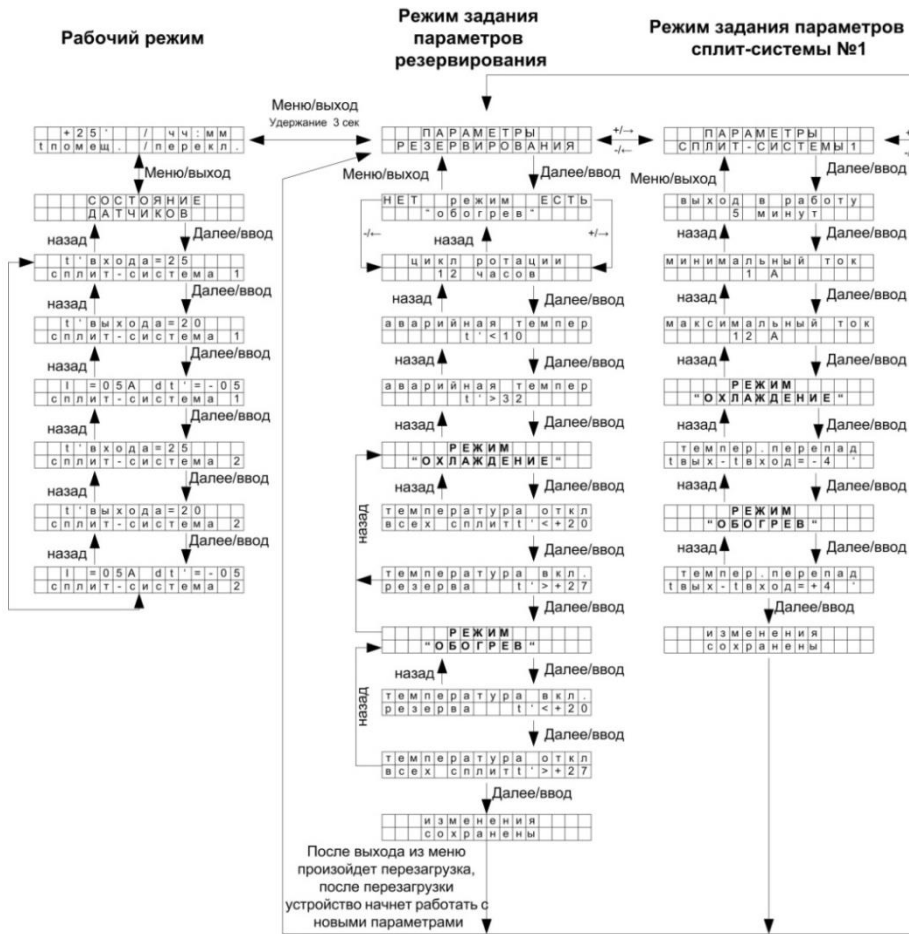 Рабочий режим
+25' / чч:мм
tпомещ. /перекл.
Меню/выход
СОСТОЯНИЕ
ДАТЧИКОВ
назад
Далее/ввод
t'входа=25
сплит-система 1
назад
Далее/ввод
t'выхода=20
сплит-система 1
назад
Далее/ввод
I =05A dt'=-05
сплит-система 1
назад
Далее/ввод
t'входа=25
сплит-система 2
назад
Далее/ввод
t'выхода=20
сплит-система 2
назад
Далее/ввод
I =05A dt'=-05
сплит-система 2
Меню/выход
Удержание 3 сек
Режим задания
параметров
резервирования
ПАРАМЕТРЫ
РЕЗЕРВИРОВАНИЯ
Меню/выход
Далее/ввод
НЕТ режим ЕСТЬ
"обогрев"
-/←
назад
+/→
цикл ротации
12 часов
назад
Далее/ввод
аварийная темпер
t'<10
назад
Далее/ввод
аварийная темпер
t'>32
назад
Далее/ввод
РЕЖИМ
"ОХЛАЖДЕНИЕ"
назад
Далее/ввод
температура откл
всех сплитt'<+20
назад
Далее/ввод
температура вкл.
резерва t'>+27
Далее/ввод
РЕЖИМ
"ОБОГРЕВ"
назад
назад
Далее/ввод
температура вкл.
резерва t'<+20
Далее/ввод
температура откл
всех сплитt'>+27
Далее/ввод
изменения
сохранены
После выхода из меню
произойдет перезагрузка,
после перезагрузки
устройство начнет работать с
новыми параметрами
+/→
-/←
Режим задания параметров
сплит-системы №1
ПАРАМЕТРЫ
СПЛИТ-СИСТЕМЫ1
+
-/
Меню/выход
Далее/ввод
выход в работу
5 минут
назад
Далее/ввод
минимальный ток
1 А
назад
Далее/ввод
максимальный ток
12 А
назад
Далее/ввод
РЕЖИМ
"ОХЛАЖДЕНИЕ"
назад
Далее/ввод
темпер.перепад
tвых-tвход=-4 '
назад
Далее/ввод
РЕЖИМ
"ОБОГРЕВ"
назад
Далее/ввод
темпер.перепад
tвых-tвход=+4 '
Далее/ввод
изменения
сохранены